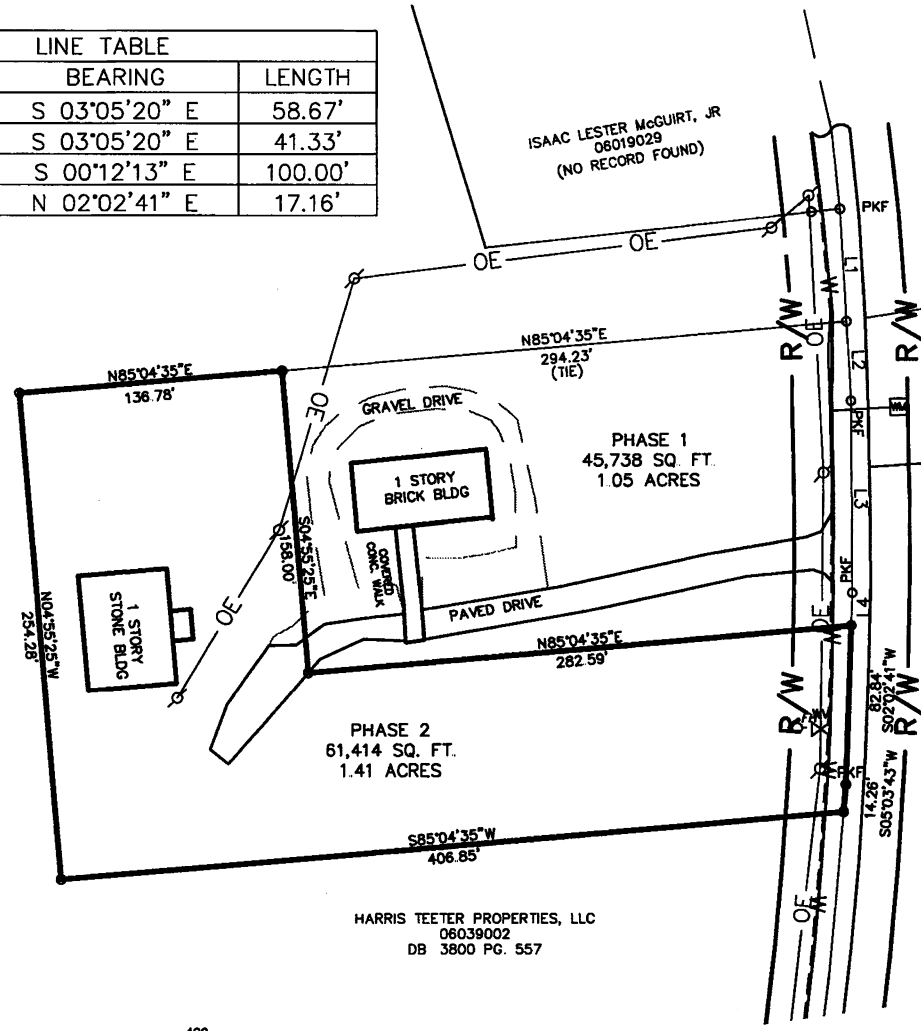 LINE TABLE
BEARING LENGTH
S 03°05'20" E 58.67'
S 03°05'20" E 41.33'
S 00°12'13" E 100.00'
N 02°02'41" E 17.16'
ISAAC LESTER McGUIRT, JR
06019029
(NO RECORD FOUND)
PKF
OE
OE
L1
W
R/W
R/W
OE
N85°04'35"E
294.23'
(TIE)
L2
N85°04'35"E
136.78'
OE
GRAVEL DRIVE
WM
PKF
PHASE 1
45,738 SQ. FT.
1.05 ACRES
1 STORY
BRICK BLDG
L3
S04°55'25"E
158.00'
COVERED
CONC. WALK
PKF
N04°55'25"W
254.28'
1 STORY
STONE BLDG
OE
PAVED DRIVE
L4
OE
W
N85°04'35"E
282.59'
R/W
82.84'
S02°02'41"W
R/W
WV
PHASE 2
61,414 SQ. FT.
1.41 ACRES
W
PKF
14.26'
S05°03'43"W
S85°04'35"W
406.85'
OE
W
HARRIS TEETER PROPERTIES, LLC
06039002
DB 3800 PG. 557